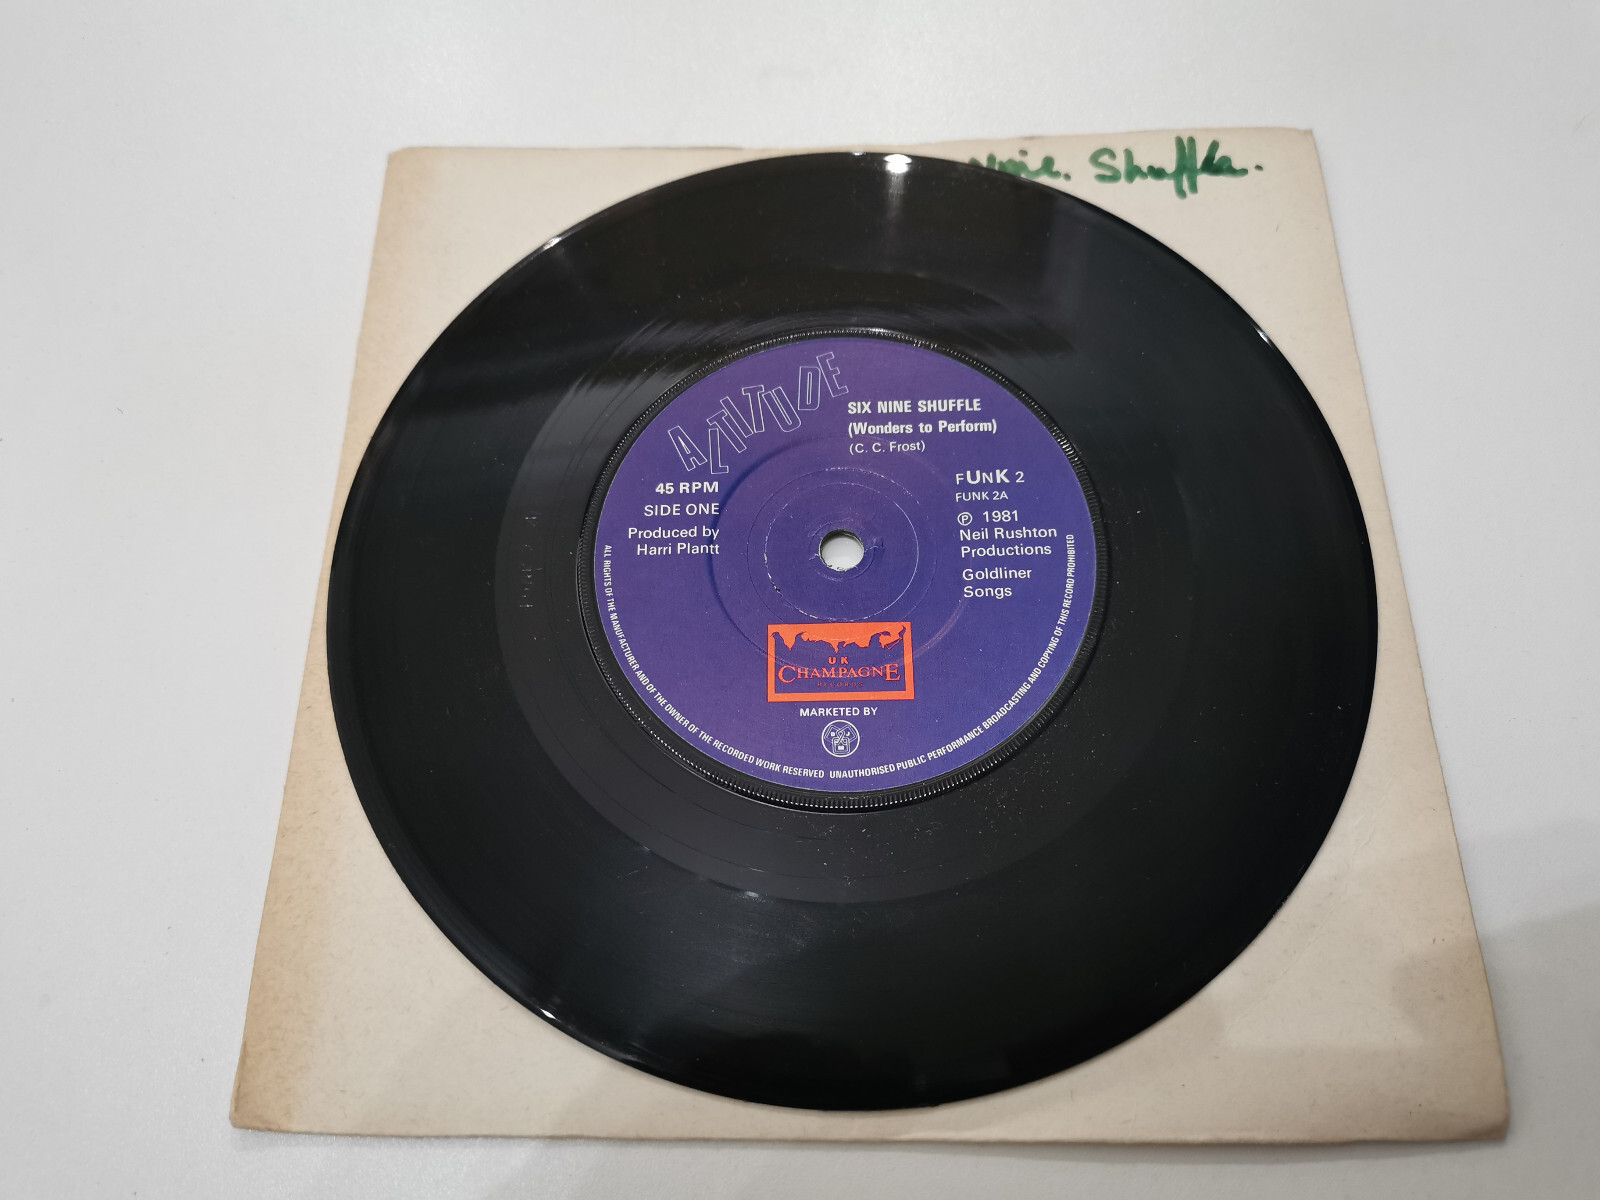 Shuffle.
ALTITUDE
SIX NINE SHUFFLE
(Wonders to Perform)
(C. C. Frost)
45 RPM
SIDE ONE
Produced by
Harri Plantt
FUNK 2
FUNK 2A
℗ 1981
Neil Rushton
Productions
Goldliner
Songs
UK
CHAMPAGNE
RECORDS
MARKETED BY
ALL RIGHTS OF THE MANUFACTURER AND OF THE OWNER OF THE RECORDED WORK RESERVED UNAUTHORISED PUBLIC PERFORMANCE BROADCASTING AND COPYING OF THIS RECORD PROHIBITED